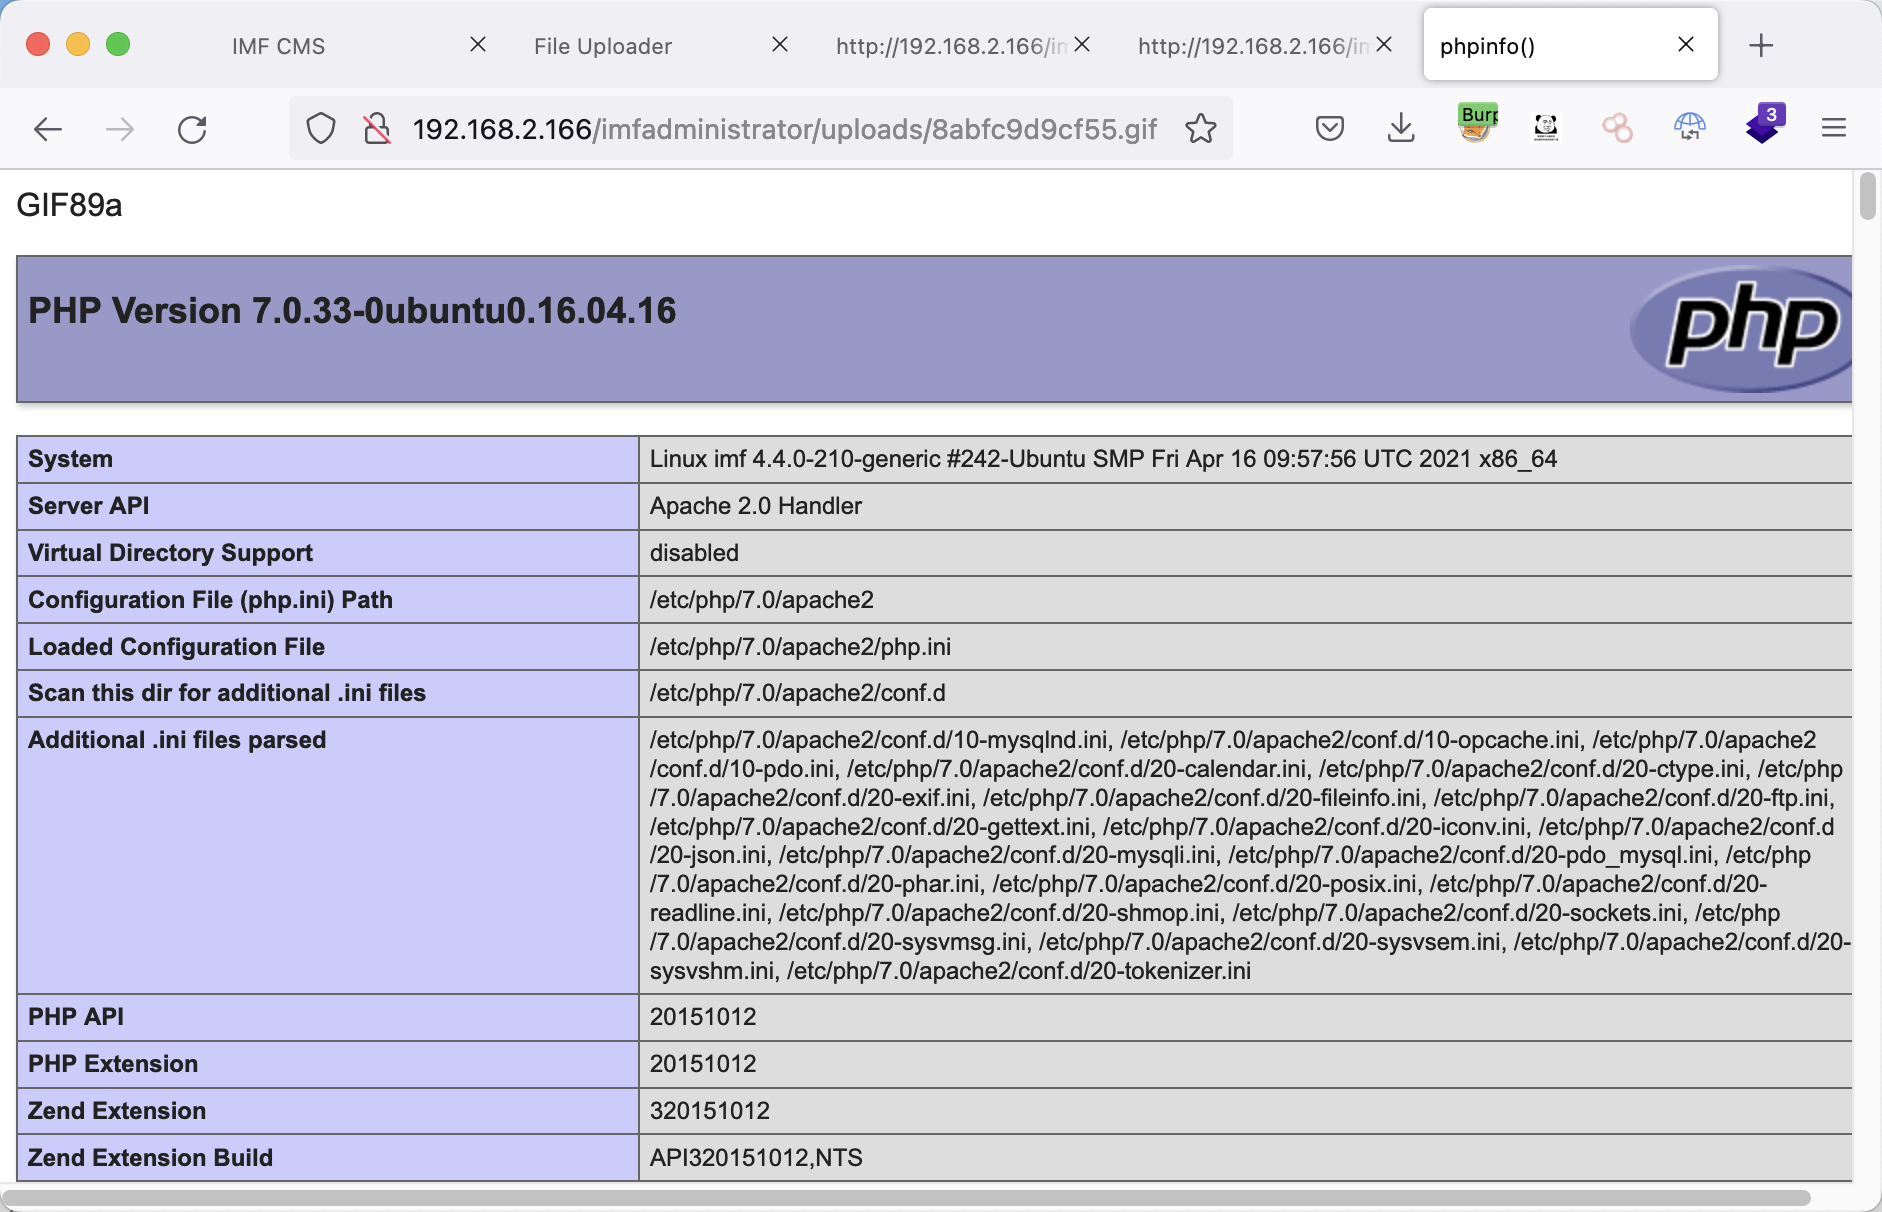 IMF CMS
File Uploader
http://192.168.2.166/im
http://192.168.2.166/im
phpinfo()
192.168.2.166/imfadministrator/uploads/8abfc9d9cf55.gif
Burp
3
GIF89a
PHP Version 7.0.33-0ubuntu0.16.04.16
php
System Linux imf 4.4.0-210-generic #242-Ubuntu SMP Fri Apr 16 09:57:56 UTC 2021 x86_64
Server API Apache 2.0 Handler
Virtual Directory Support disabled
Configuration File (php.ini) Path /etc/php/7.0/apache2
Loaded Configuration File /etc/php/7.0/apache2/php.ini
Scan this dir for additional .ini files /etc/php/7.0/apache2/conf.d
Additional .ini files parsed /etc/php/7.0/apache2/conf.d/10-mysqlnd.ini, /etc/php/7.0/apache2/conf.d/10-opcache.ini, /etc/php/7.0/apache2
/conf.d/10-pdo.ini, /etc/php/7.0/apache2/conf.d/20-calendar.ini, /etc/php/7.0/apache2/conf.d/20-ctype.ini, /etc/php
/7.0/apache2/conf.d/20-exif.ini, /etc/php/7.0/apache2/conf.d/20-fileinfo.ini, /etc/php/7.0/apache2/conf.d/20-ftp.ini,
/etc/php/7.0/apache2/conf.d/20-gettext.ini, /etc/php/7.0/apache2/conf.d/20-iconv.ini, /etc/php/7.0/apache2/conf.d
/20-json.ini, /etc/php/7.0/apache2/conf.d/20-mysqli.ini, /etc/php/7.0/apache2/conf.d/20-pdo_mysql.ini, /etc/php
/7.0/apache2/conf.d/20-phar.ini, /etc/php/7.0/apache2/conf.d/20-posix.ini, /etc/php/7.0/apache2/conf.d/20-
readline.ini, /etc/php/7.0/apache2/conf.d/20-shmop.ini, /etc/php/7.0/apache2/conf.d/20-sockets.ini, /etc/php
/7.0/apache2/conf.d/20-sysvmsg.ini, /etc/php/7.0/apache2/conf.d/20-sysvsem.ini, /etc/php/7.0/apache2/conf.d/20-
sysvshm.ini, /etc/php/7.0/apache2/conf.d/20-tokenizer.ini
PHP API 20151012
PHP Extension 20151012
Zend Extension 320151012
Zend Extension Build API320151012,NTS